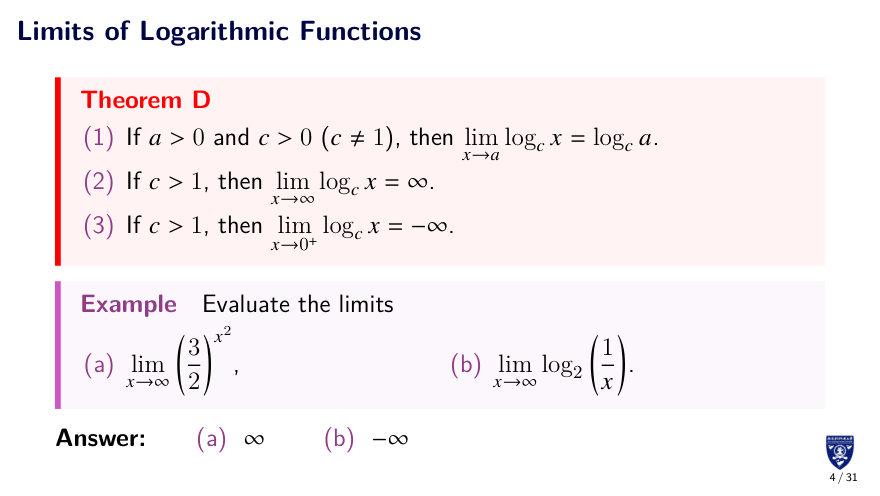 Limits of Logarithmic Functions
Theorem D
(1) If a > 0 and c > 0 (c ≠ 1), then lim_{x→a} log_c x = log_c a.
(2) If c > 1, then lim_{x→∞} log_c x = ∞.
(3) If c > 1, then lim_{x→0⁺} log_c x = −∞.
Example Evaluate the limits
(a) lim_{x→∞} (3/2)^{x²}, (b) lim_{x→∞} log₂ (1/x).
Answer: (a) ∞ (b) −∞
4 / 31